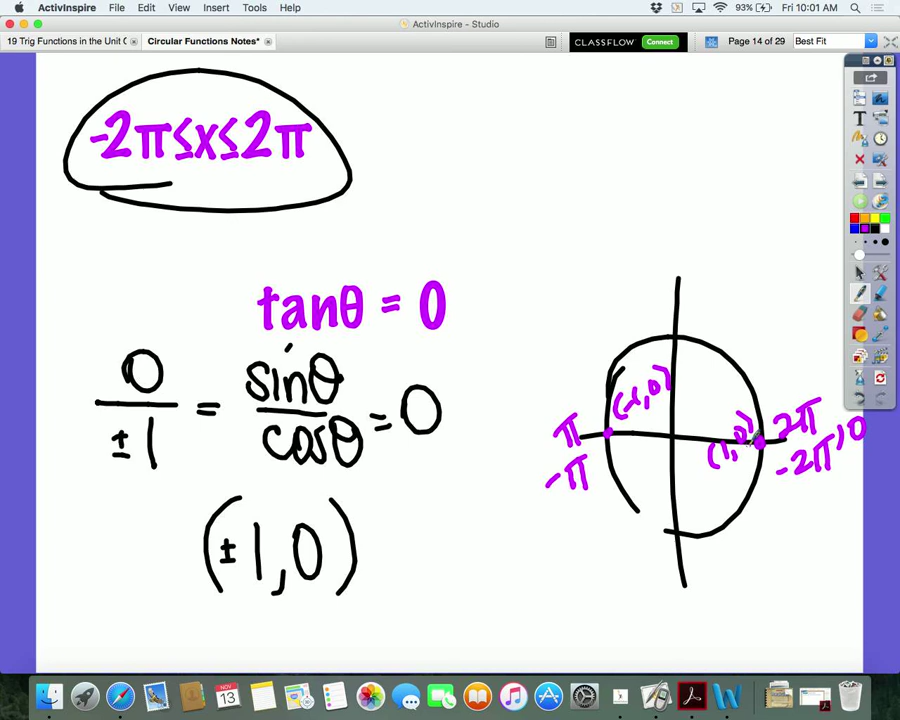 ActivInspire File Edit View Insert Tools Help 93% Fri 10:01 AM
ActivInspire - Studio
19 Trig Functions in the Unit C Circular Functions Notes* CLASSFLOW Connect Page 14 of 29 Best Fit
-2π≤x≤2π
tanθ = 0
0/±1 = sinθ/cosθ = 0
(±1,0)
(-1,0)
π
-π
(1,0)
2π
-2π,0
NOV
13